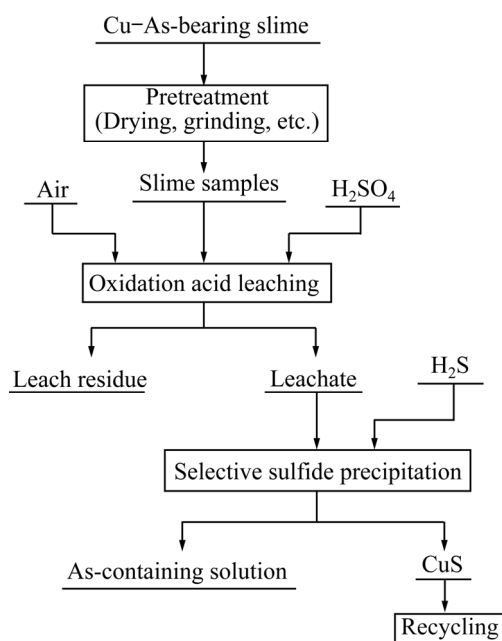 Cu−As-bearing slime
Pretreatment
(Drying, grinding, etc.)
Air
Slime samples
H₂SO₄
Oxidation acid leaching
Leach residue
Leachate
H₂S
Selective sulfide precipitation
As-containing solution
CuS
Recycling